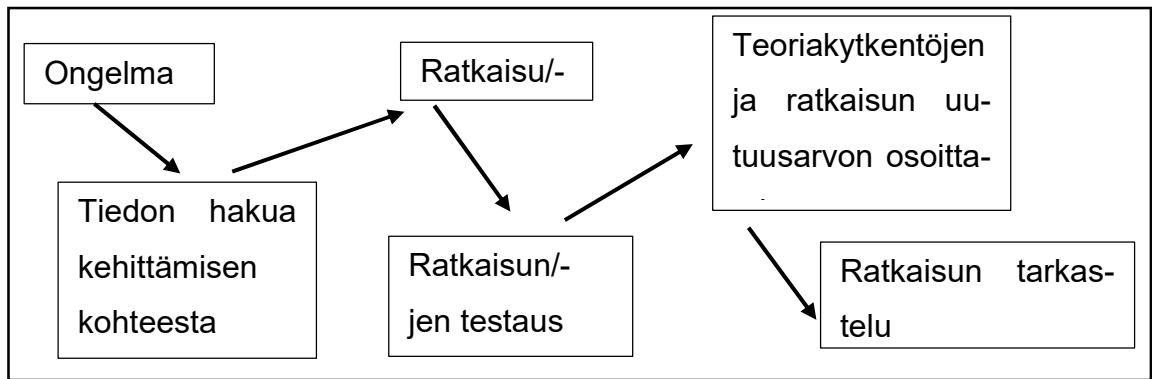 Ongelma
Tiedon hakua
kehittämisen
kohteesta
Ratkaisu/-
Ratkaisun/-
jen testaus
Teoriakytkentöjen
ja ratkaisun uu-
tuusarvon osoitta-
Ratkaisun tarkas-
telu